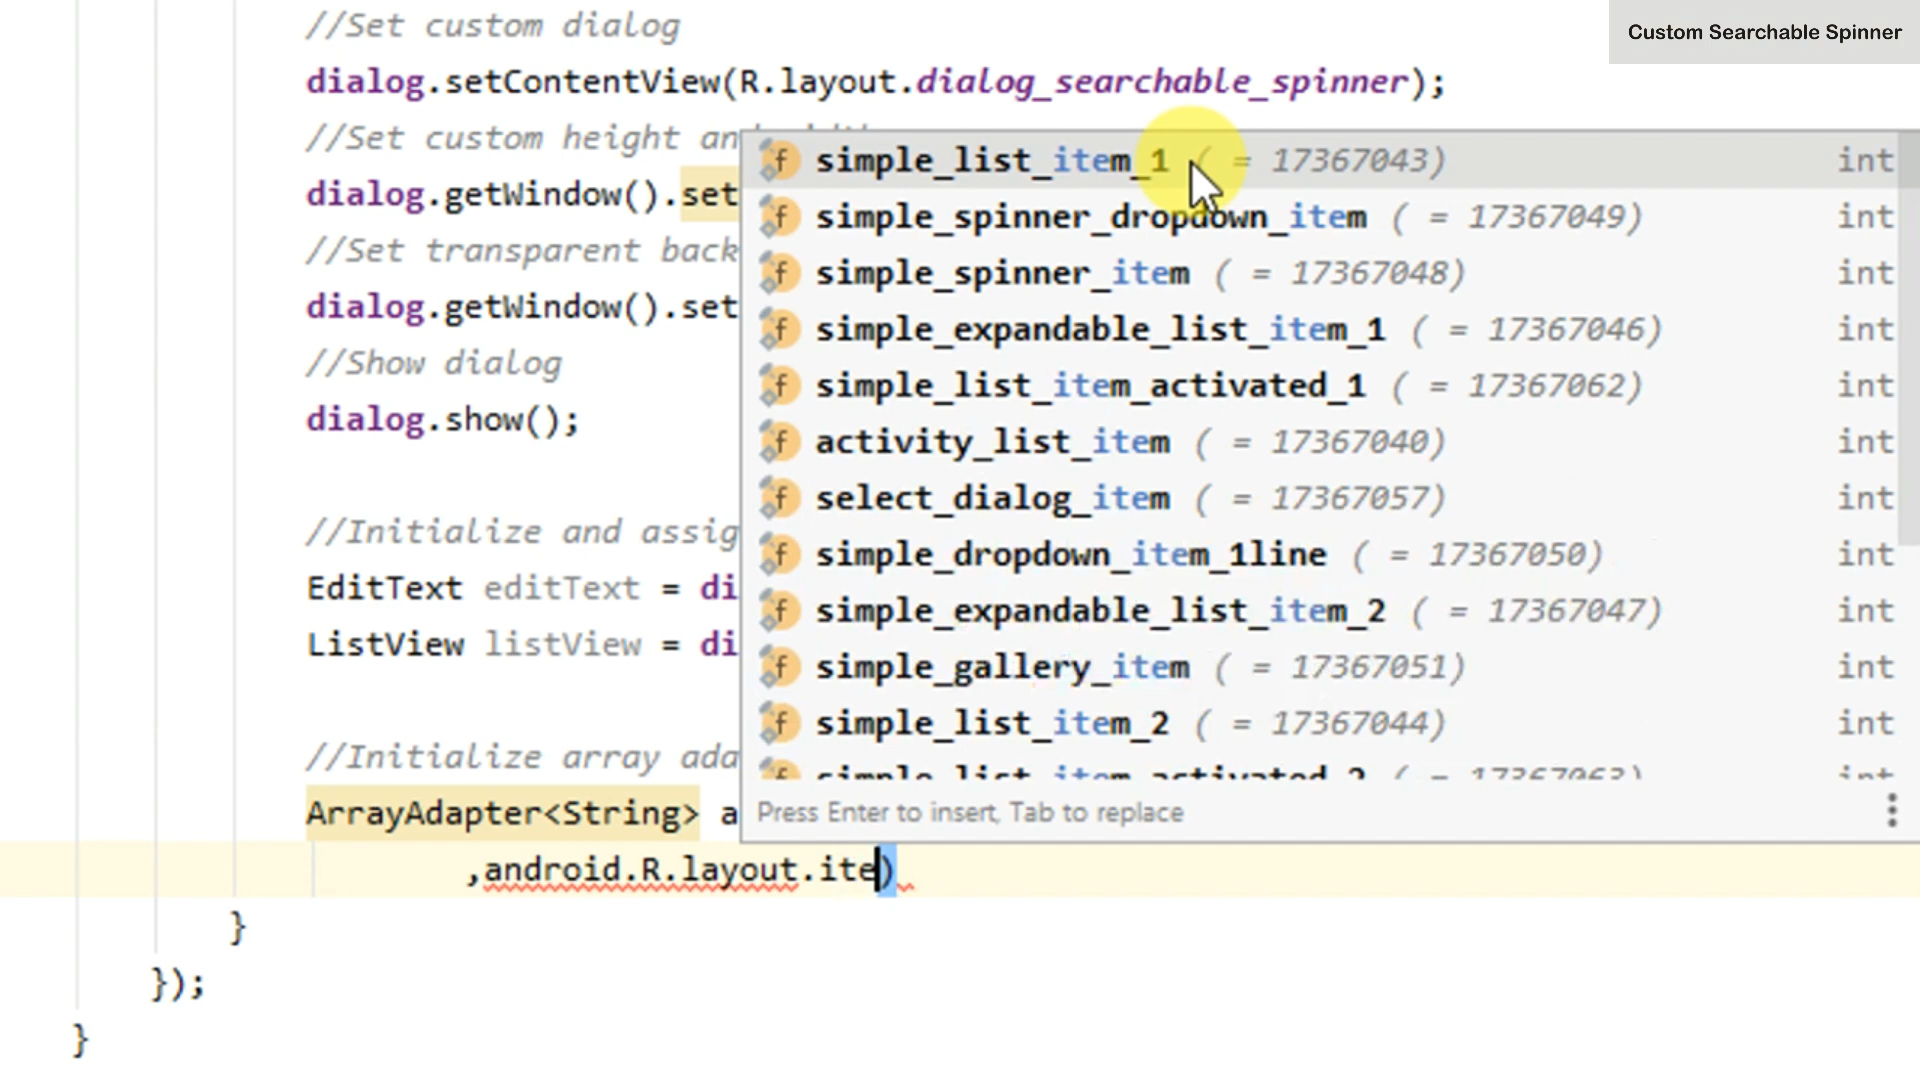 Custom Searchable Spinner
//Set custom dialog
dialog.setContentView(R.layout.dialog_searchable_spinner);
//Set custom height an
dialog.getWindow().set
//Set transparent back
dialog.getWindow().set
//Show dialog
dialog.show();
//Initialize and assig
EditText editText = di
ListView listView = di
//Initialize array ada
ArrayAdapter<String> a
,android.R.layout.ite)
}
});
}
simple_list_item_1 ( = 17367043) int
simple_spinner_dropdown_item ( = 17367049) int
simple_spinner_item ( = 17367048) int
simple_expandable_list_item_1 ( = 17367046) int
simple_list_item_activated_1 ( = 17367062) int
activity_list_item ( = 17367040) int
select_dialog_item ( = 17367057) int
simple_dropdown_item_1line ( = 17367050) int
simple_expandable_list_item_2 ( = 17367047) int
simple_gallery_item ( = 17367051) int
simple_list_item_2 ( = 17367044) int
simple_list_item_activated_2 ( = 17367063) int
Press Enter to insert, Tab to replace